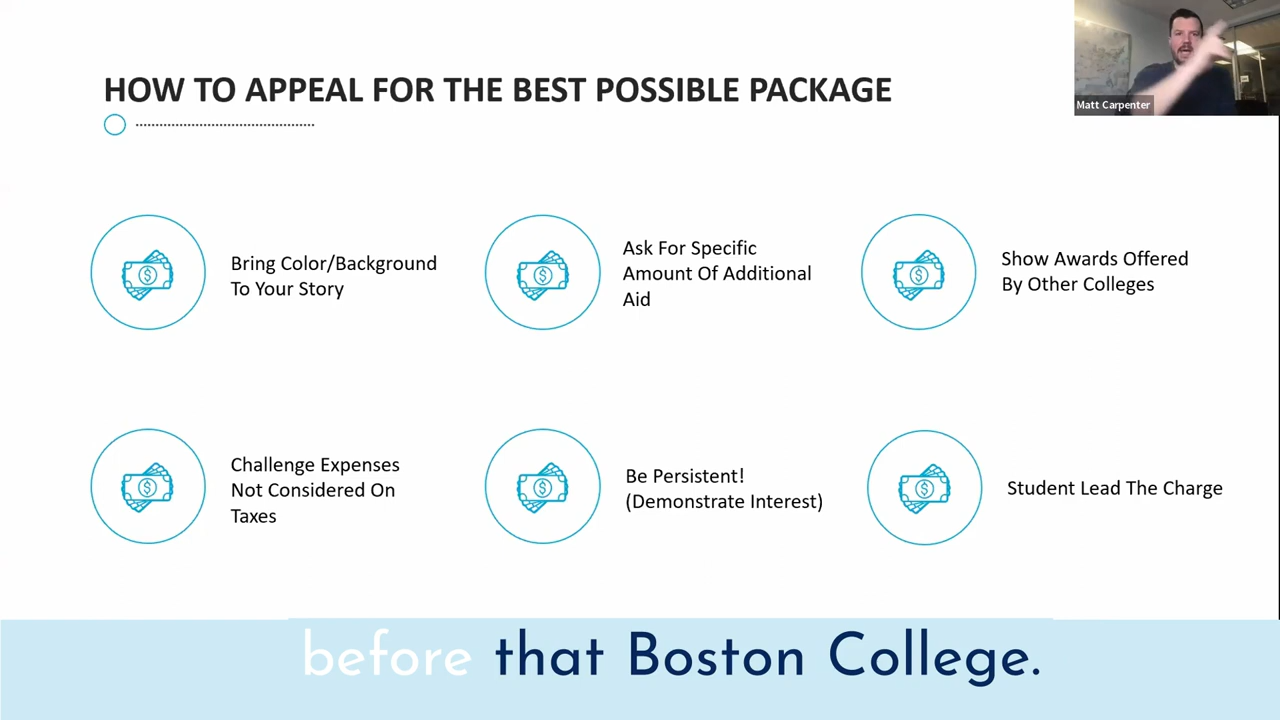 HOW TO APPEAL FOR THE BEST POSSIBLE PACKAGE
Matt Carpenter
Bring Color/Background
To Your Story
Ask For Specific
Amount Of Additional
Aid
Show Awards Offered
By Other Colleges
Challenge Expenses
Not Considered On
Taxes
Be Persistent!
(Demonstrate Interest)
Student Lead The Charge
before that Boston College.